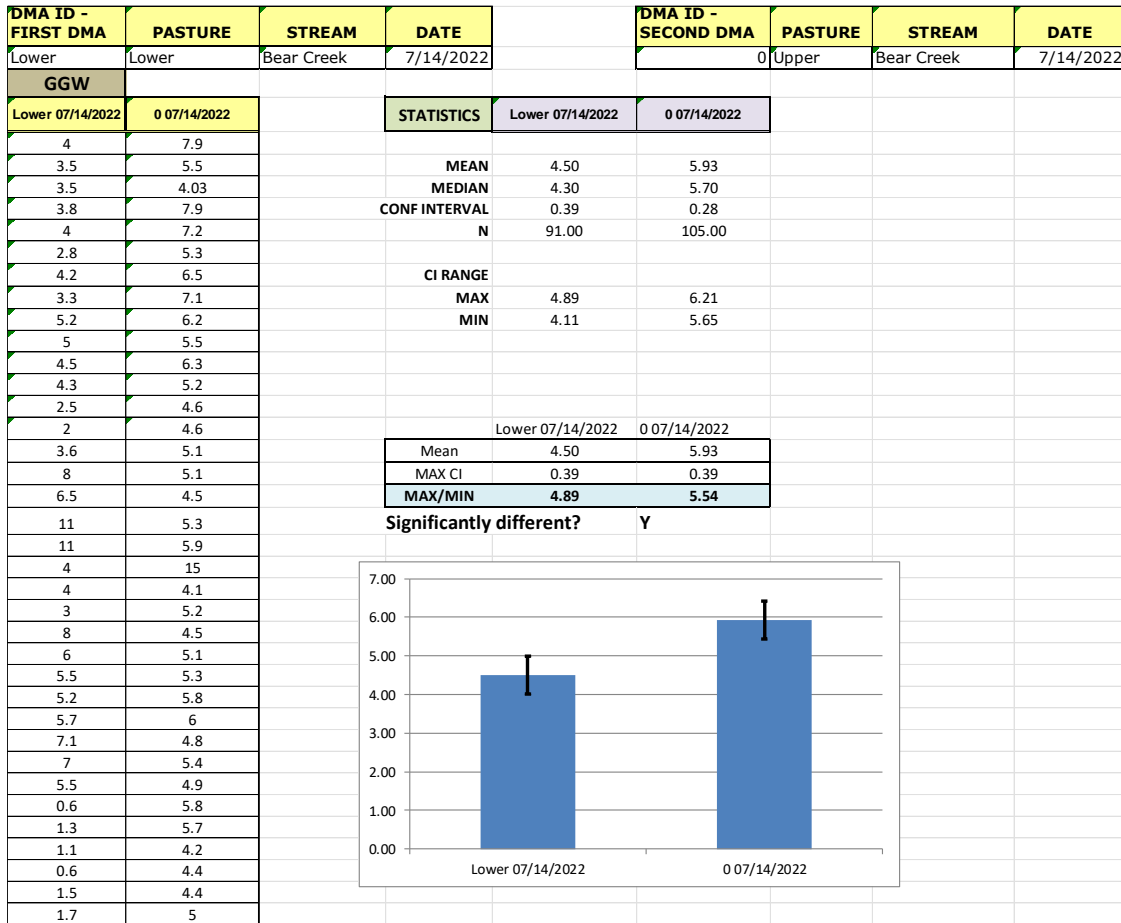 DMA ID - FIRST DMA PASTURE STREAM DATE DMA ID - SECOND DMA PASTURE STREAM DATE
Lower Lower Bear Creek 7/14/2022 0 Upper Bear Creek 7/14/2022
GGW
Lower 07/14/2022 0 07/14/2022 STATISTICS Lower 07/14/2022 0 07/14/2022
4 7.9
3.5 5.5 MEAN 4.50 5.93
3.5 4.03 MEDIAN 4.30 5.70
3.8 7.9 CONF INTERVAL 0.39 0.28
4 7.2 N 91.00 105.00
2.8 5.3
4.2 6.5 CI RANGE
3.3 7.1 MAX 4.89 6.21
5.2 6.2 MIN 4.11 5.65
5 5.5
4.5 6.3
4.3 5.2
2.5 4.6
2 4.6 Lower 07/14/2022 0 07/14/2022
3.6 5.1 Mean 4.50 5.93
8 5.1 MAX CI 0.39 0.39
6.5 4.5 MAX/MIN 4.89 5.54
11 5.3 Significantly different? Y
11 5.9
4 15
4 4.1
3 5.2
8 4.5
6 5.1
5.5 5.3
5.2 5.8
5.7 6
7.1 4.8
7 5.4
5.5 4.9
0.6 5.8
1.3 5.7
1.1 4.2
0.6 4.4
1.5 4.4
1.7 5
7.00
6.00
5.00
4.00
3.00
2.00
1.00
0.00
Lower 07/14/2022 0 07/14/2022